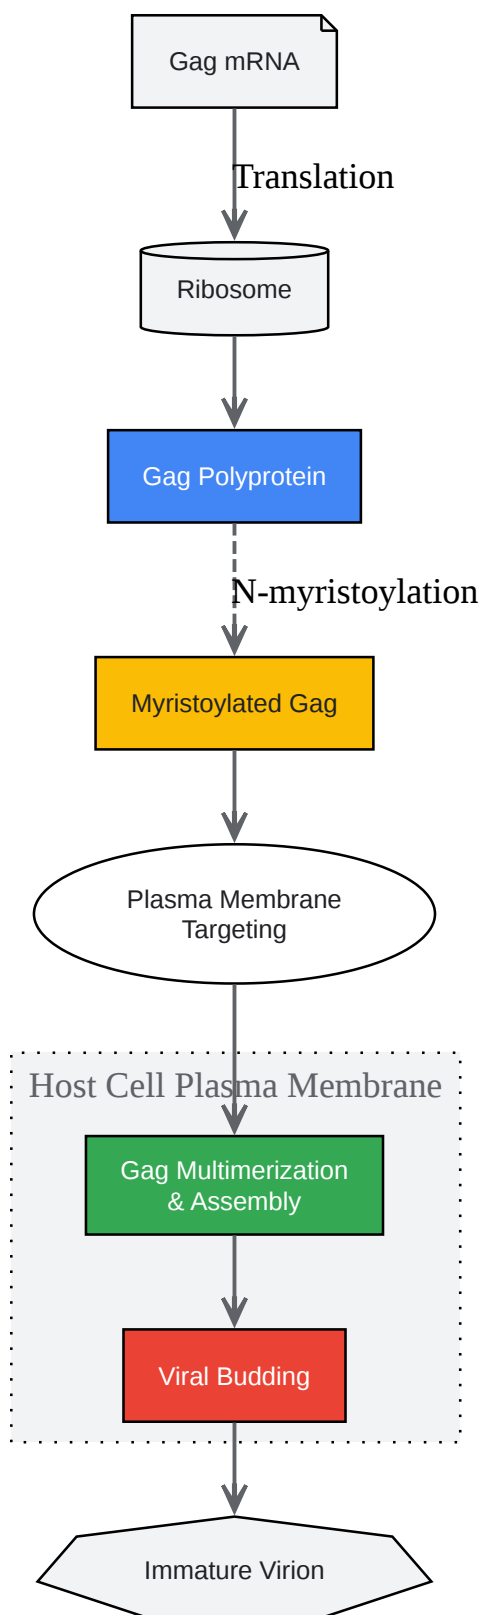 Gag mRNA
Translation
Ribosome
Gag Polyprotein
N-myristoylation
Myristoylated Gag
Plasma Membrane
Targeting
Host Cell Plasma Membrane
Gag Multimerization
& Assembly
Viral Budding
Immature Virion